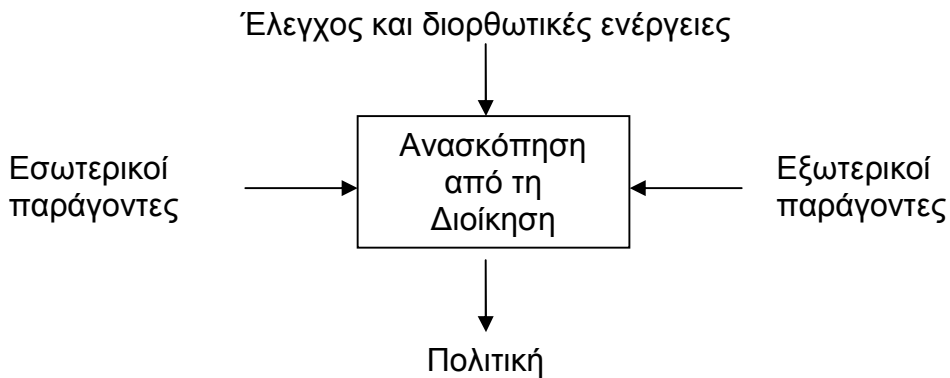 Έλεγχος και διορθωτικές ενέργειες
Ανασκόπηση
από τη
Διοίκηση
Εσωτερικοί
παράγοντες
Εξωτερικοί
παράγοντες
Πολιτική